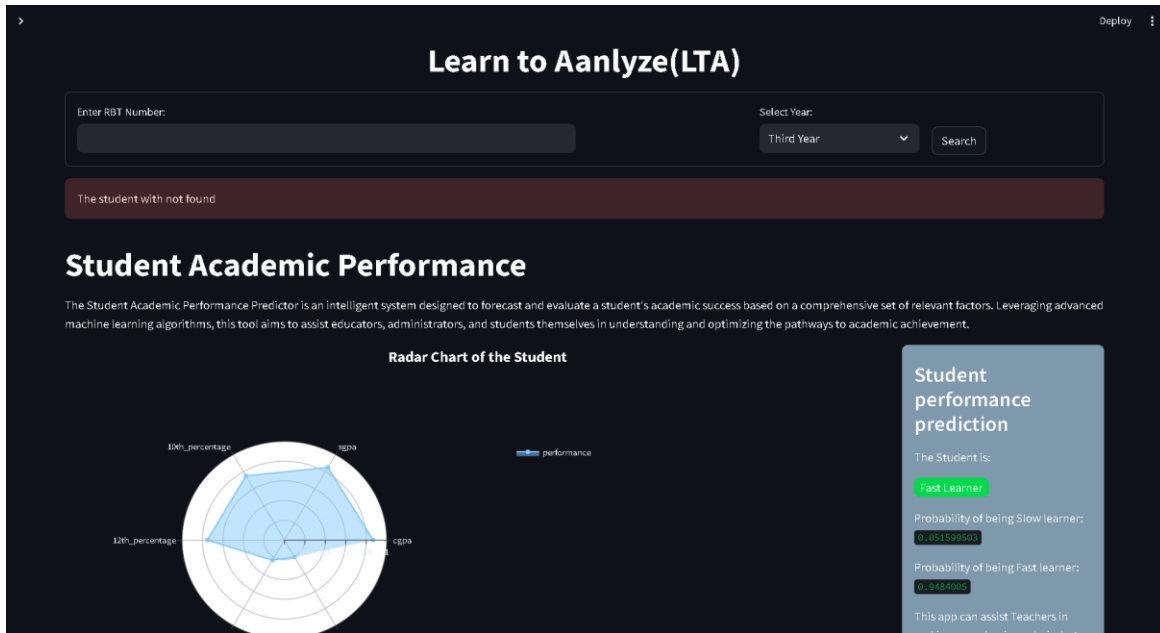 Deploy
Learn to Aanlyze(LTA)
Enter RBT Number:
Select Year:
Third Year
Search
The student with not found
Student Academic Performance
The Student Academic Performance Predictor is an intelligent system designed to forecast and evaluate a student's academic success based on a comprehensive set of relevant factors. Leveraging advanced
machine learning algorithms, this tool aims to assist educators, administrators, and students themselves in understanding and optimizing the pathways to academic achievement.
Radar Chart of the Student
10th_percentage
sgpa
performance
12th_percentage
cgpa
Student
performance
prediction
The Student is:
Fast Learner
Probability of being Slow learner:
0.051599503
Probability of being Fast learner:
0.9484005
This app can assist Teachers in